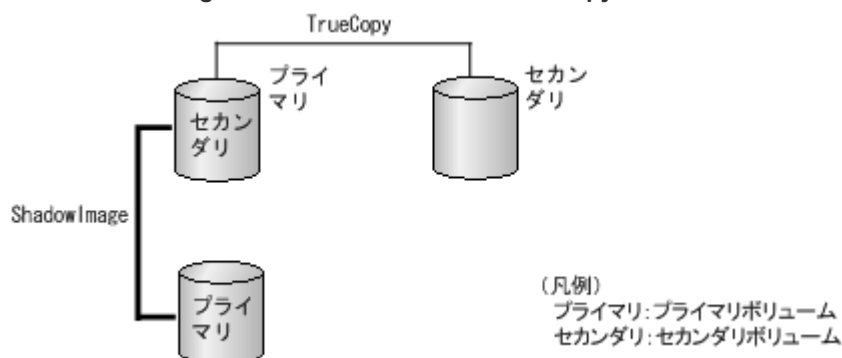 TrueCopy
プライ
マリ
セカン
ダリ
セカン
ダリ
ShadowImage
プライ
マリ
(凡例)
プライマリ:プライマリボリューム
セカンダリ:セカンダリボリューム